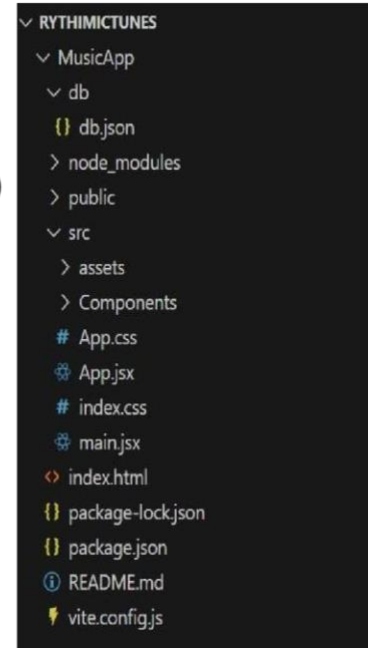 RYTHIMICTUNES
MusicApp
db
{} db.json
node_modules
public
src
assets
Components
# App.css
App.jsx
# index.css
main.jsx
<> index.html
{} package-lock.json
{} package.json
README.md
vite.config.js